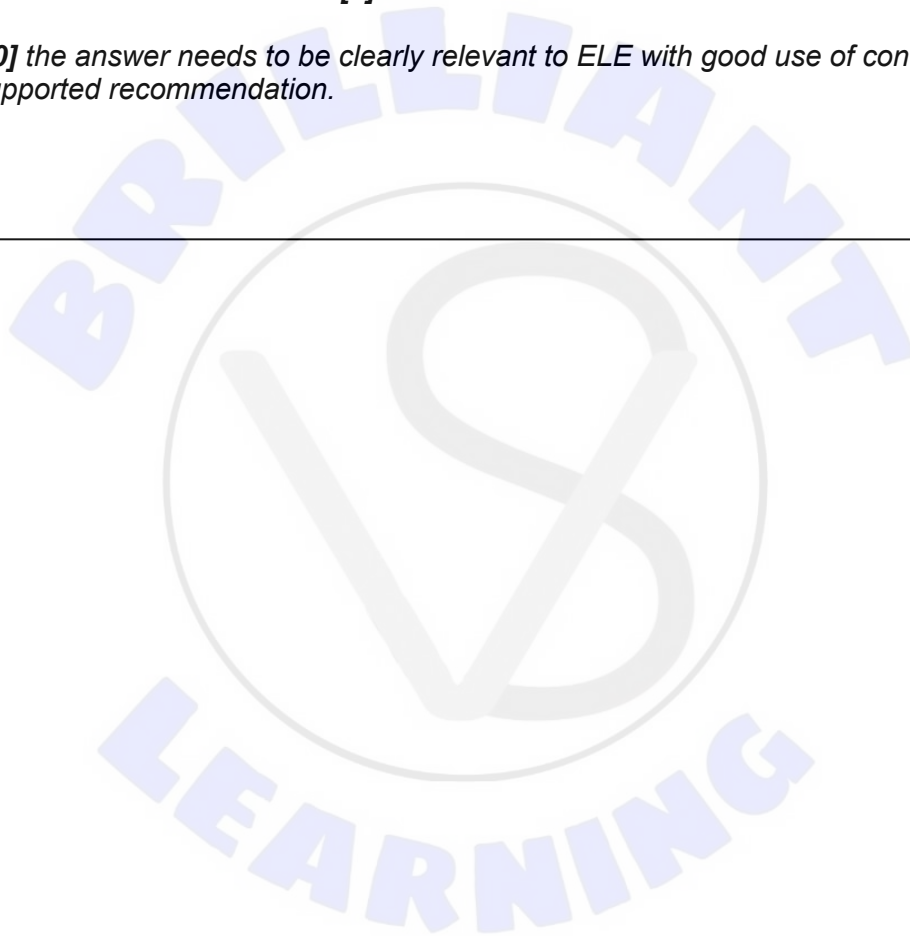 0] the answer needs to be clearly relevant to ELE with good use of con
pported recommendation.
BRILLIANT
VS
LEARNING